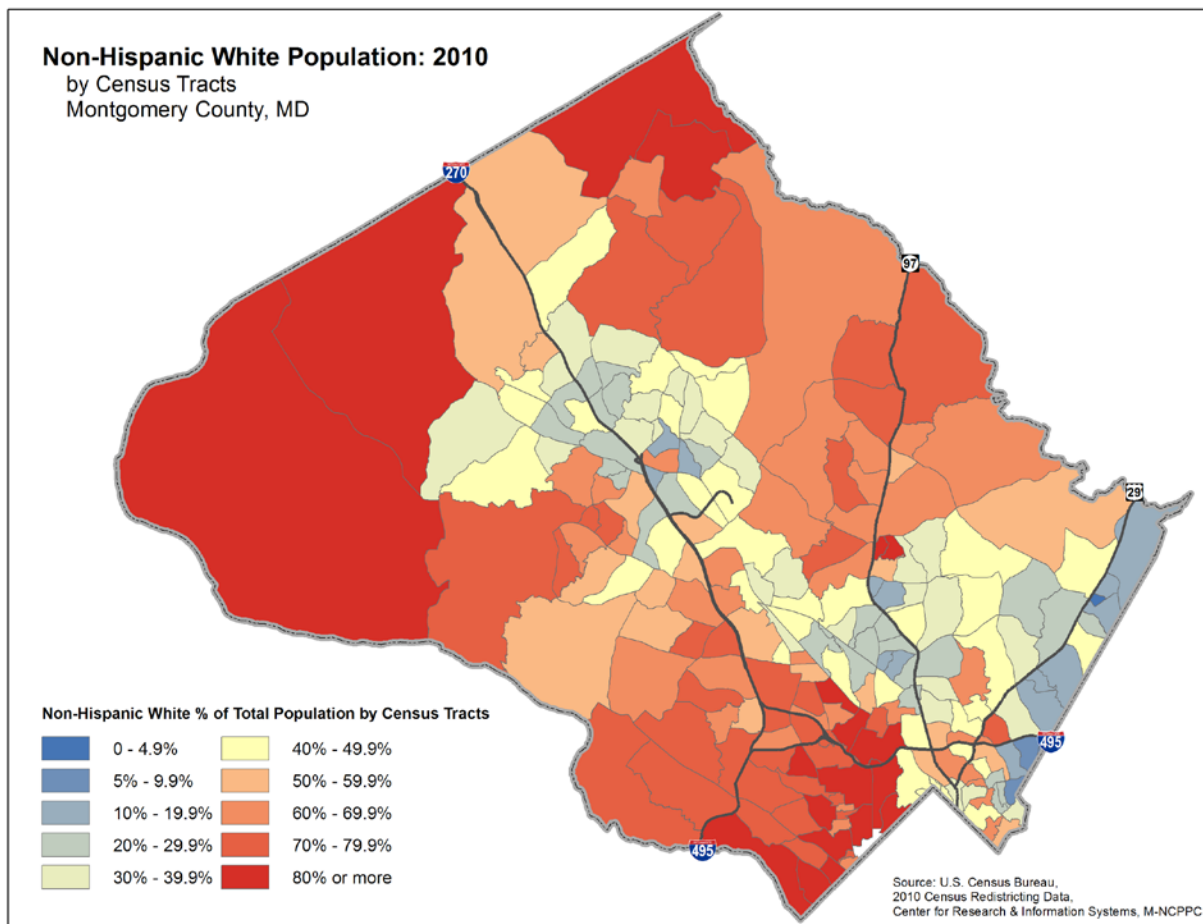 Non-Hispanic White Population: 2010
by Census Tracts
Montgomery County, MD
270
97
29
495
495
Non-Hispanic White % of Total Population by Census Tracts
0 - 4.9%
5% - 9.9%
10% - 19.9%
20% - 29.9%
30% - 39.9%
40% - 49.9%
50% - 59.9%
60% - 69.9%
70% - 79.9%
80% or more
Source: U.S. Census Bureau,
2010 Census Redistricting Data,
Center for Research & Information Systems, M-NCPPC